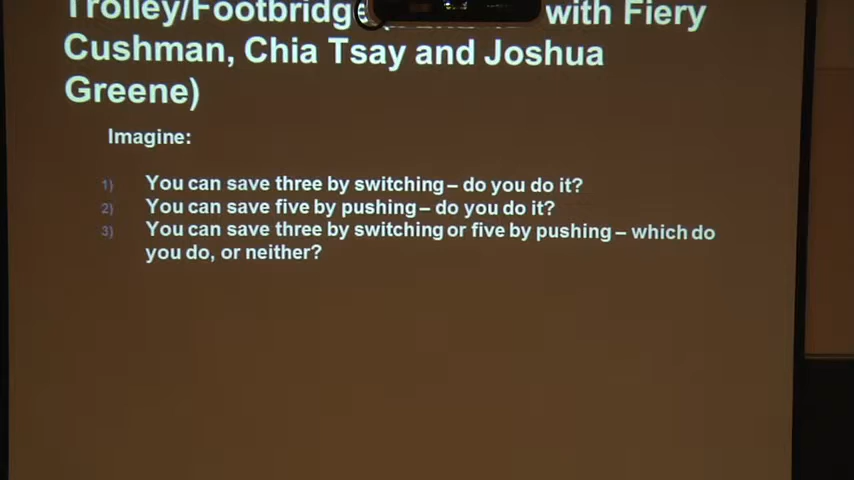 Trolley/Footbridge with Fiery
Cushman, Chia Tsay and Joshua
Greene)
Imagine:
1) You can save three by switching – do you do it?
2) You can save five by pushing – do you do it?
3) You can save three by switching or five by pushing – which do
you do, or neither?